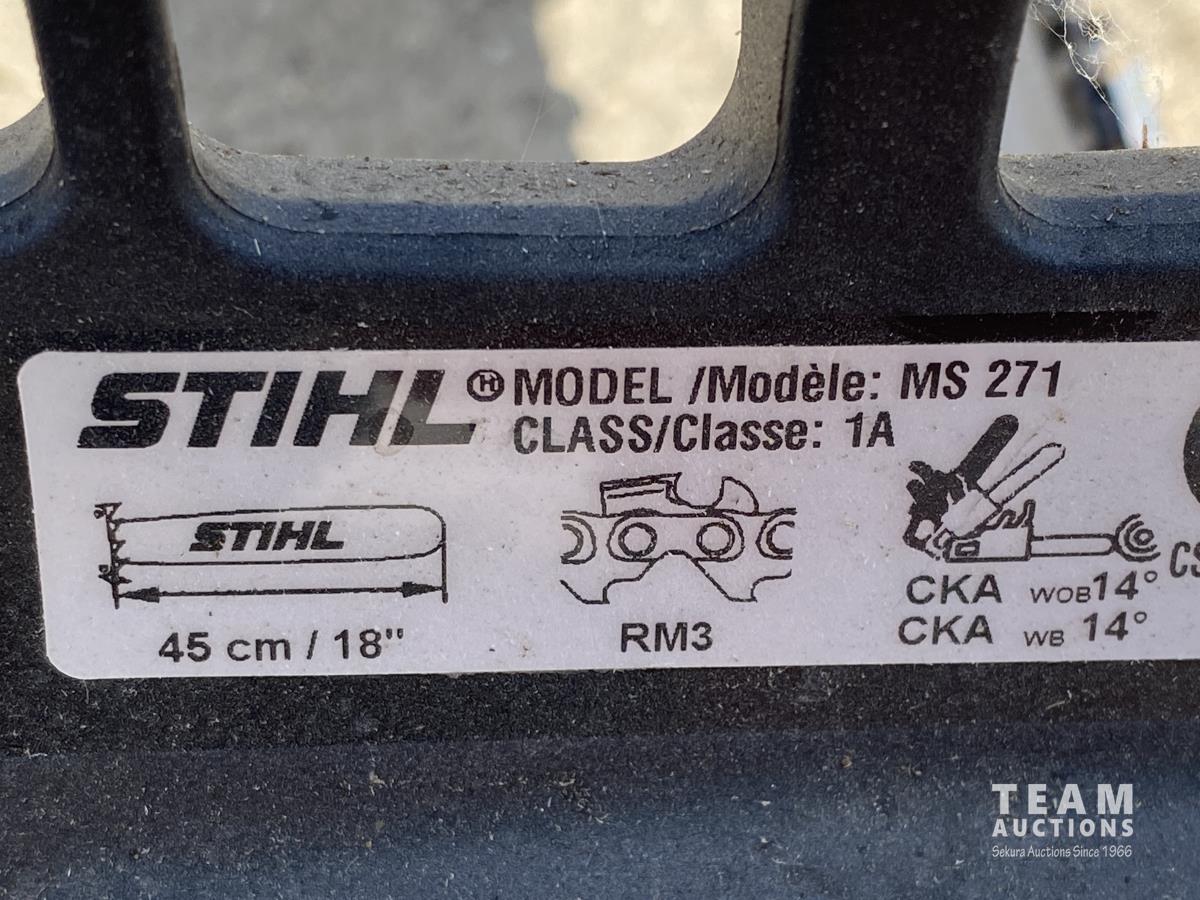 STIHL® MODEL /Modèle: MS 271
CLASS/Classe: 1A
STIHL
45 cm / 18"
RM3
CKA WOB 14°
CKA WB 14°
CS
TEAM
AUCTIONS
Sekura Auctions Since 1966